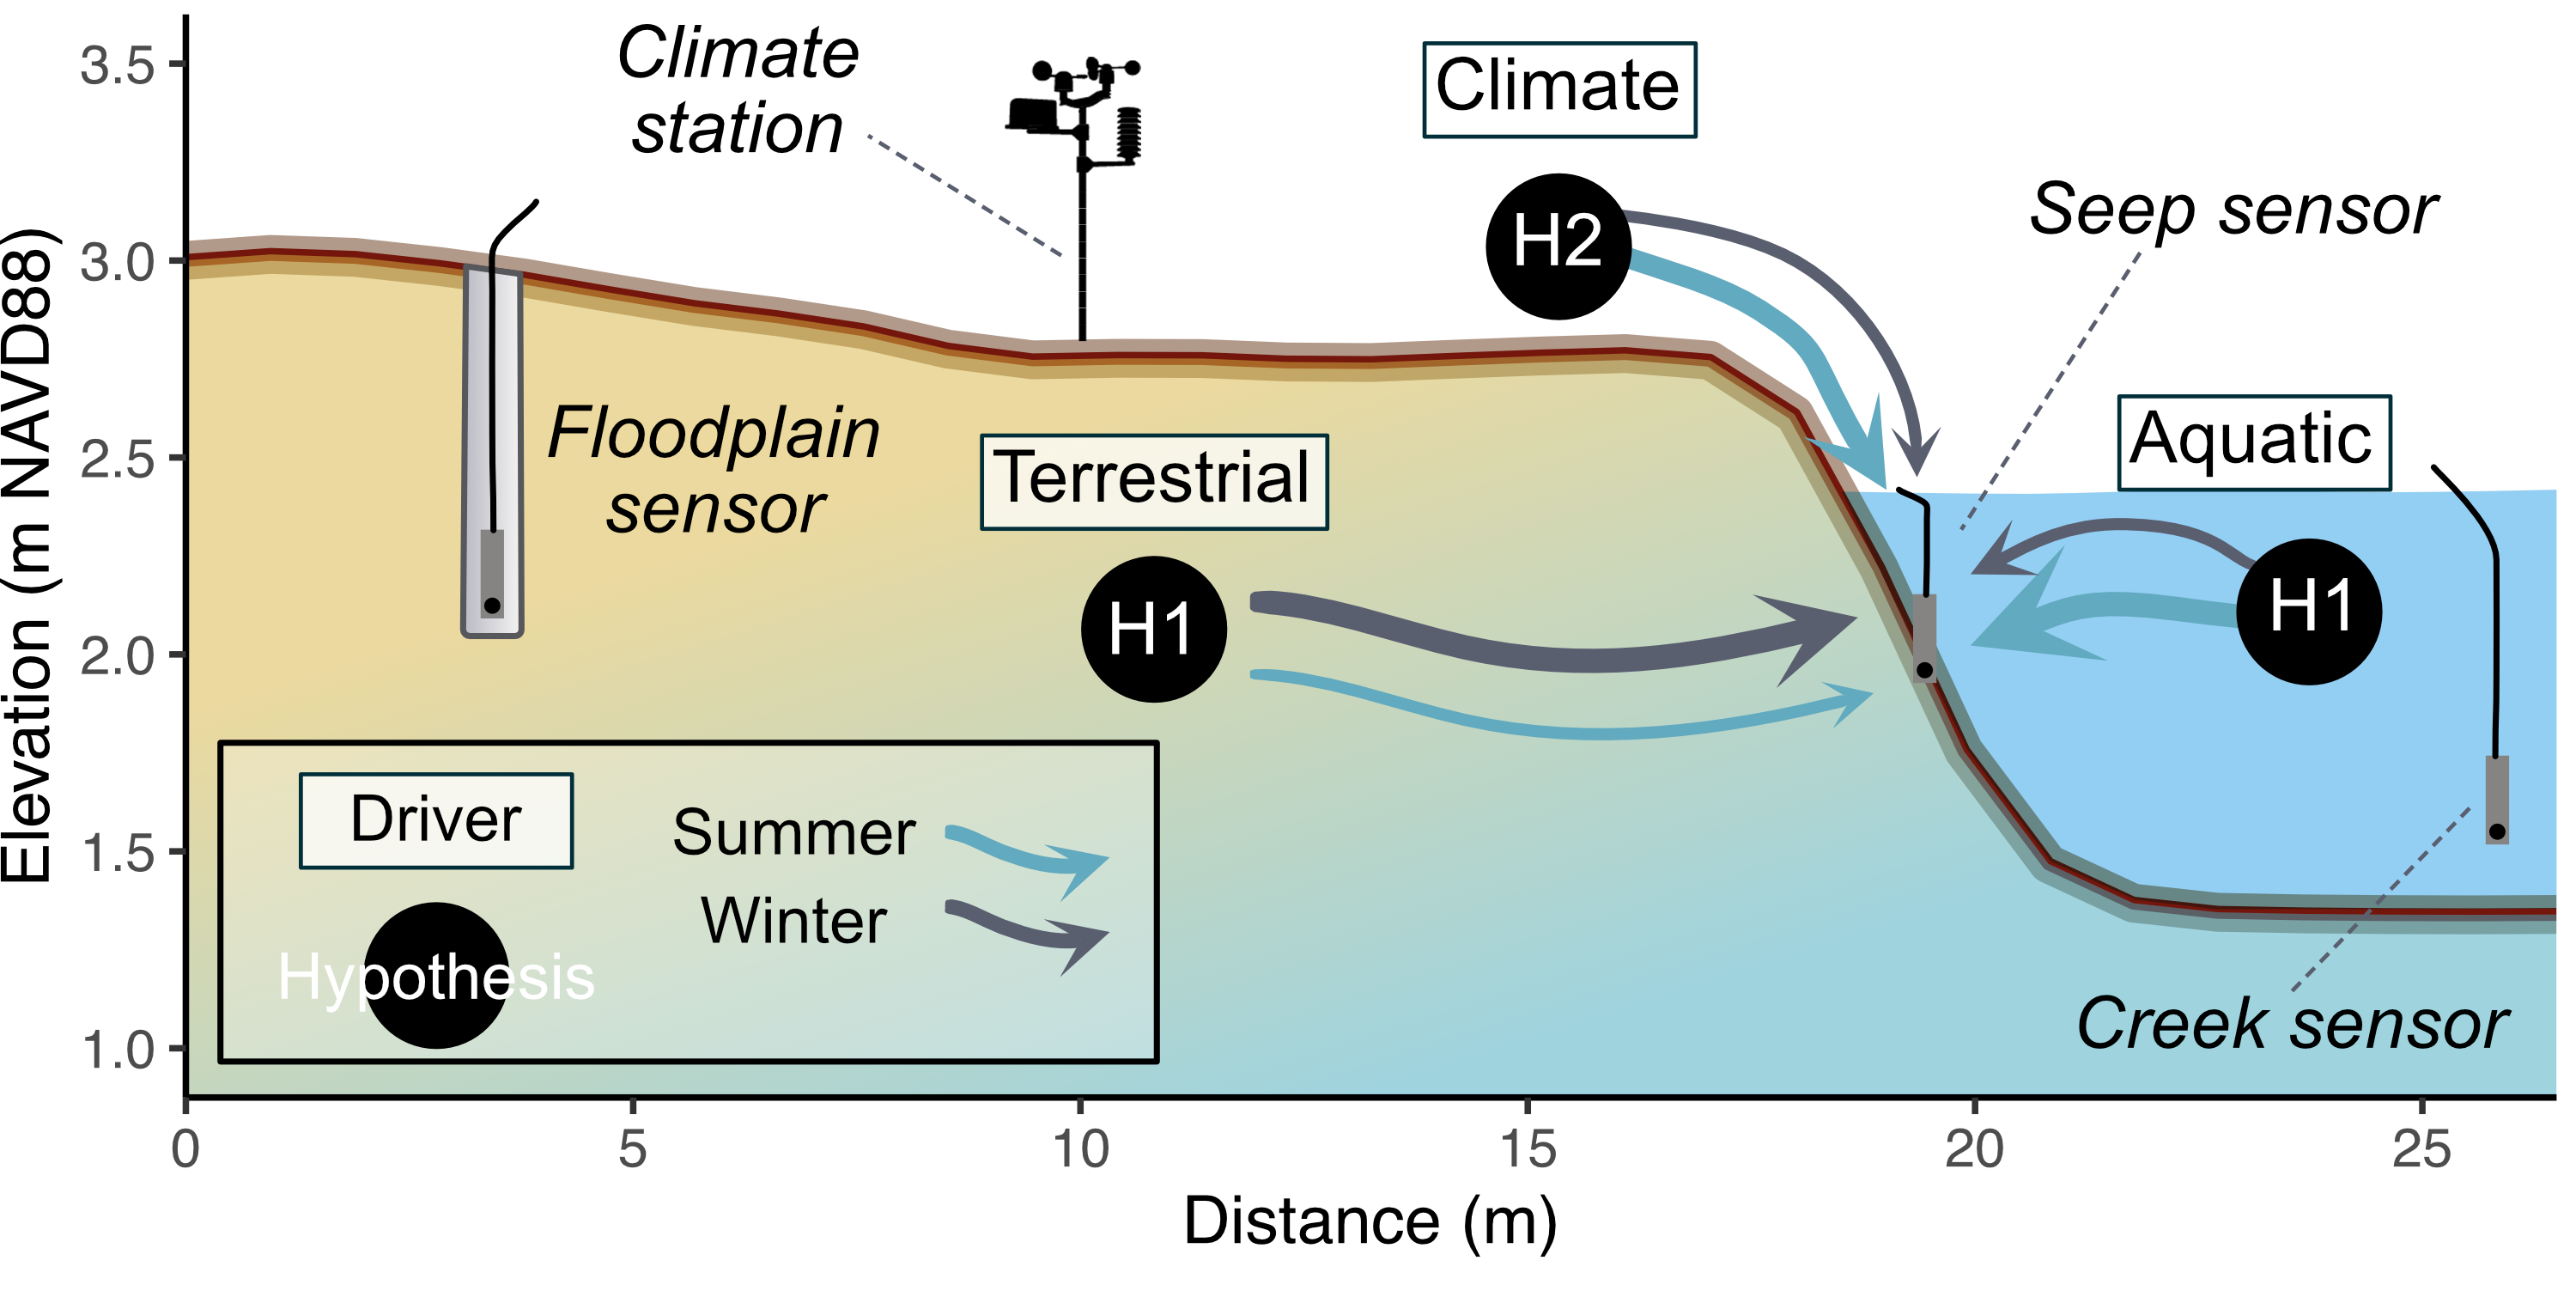 Climate
station
Climate
H2
Seep sensor
Aquatic
H1
Floodplain
sensor
Terrestrial
H1
Creek sensor
Driver
Hypothesis
Summer
Winter
Elevation (m NAVD88)
3.5
3.0
2.5
2.0
1.5
1.0
0 5 10 15 20 25
Distance (m)